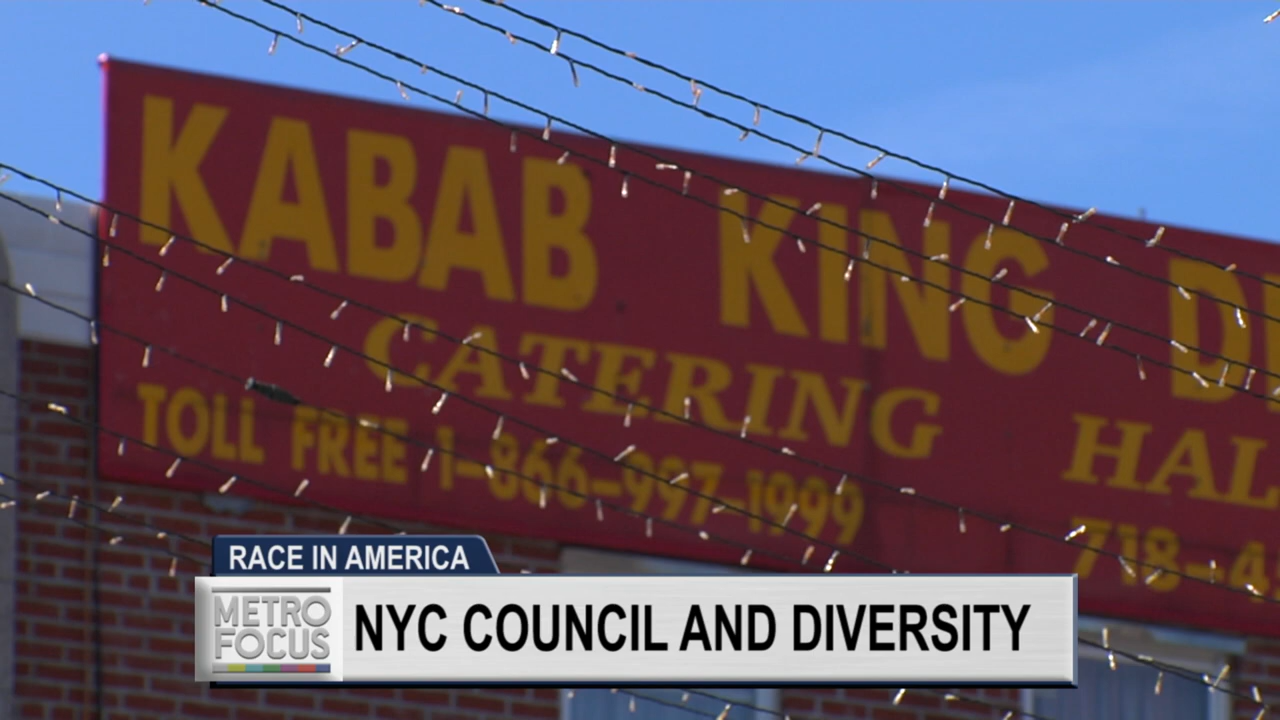 KABAB KING
CATERING
TOLL FREE 1-866-997-1999
718-4
RACE IN AMERICA
METRO
FOCUS
NYC COUNCIL AND DIVERSITY